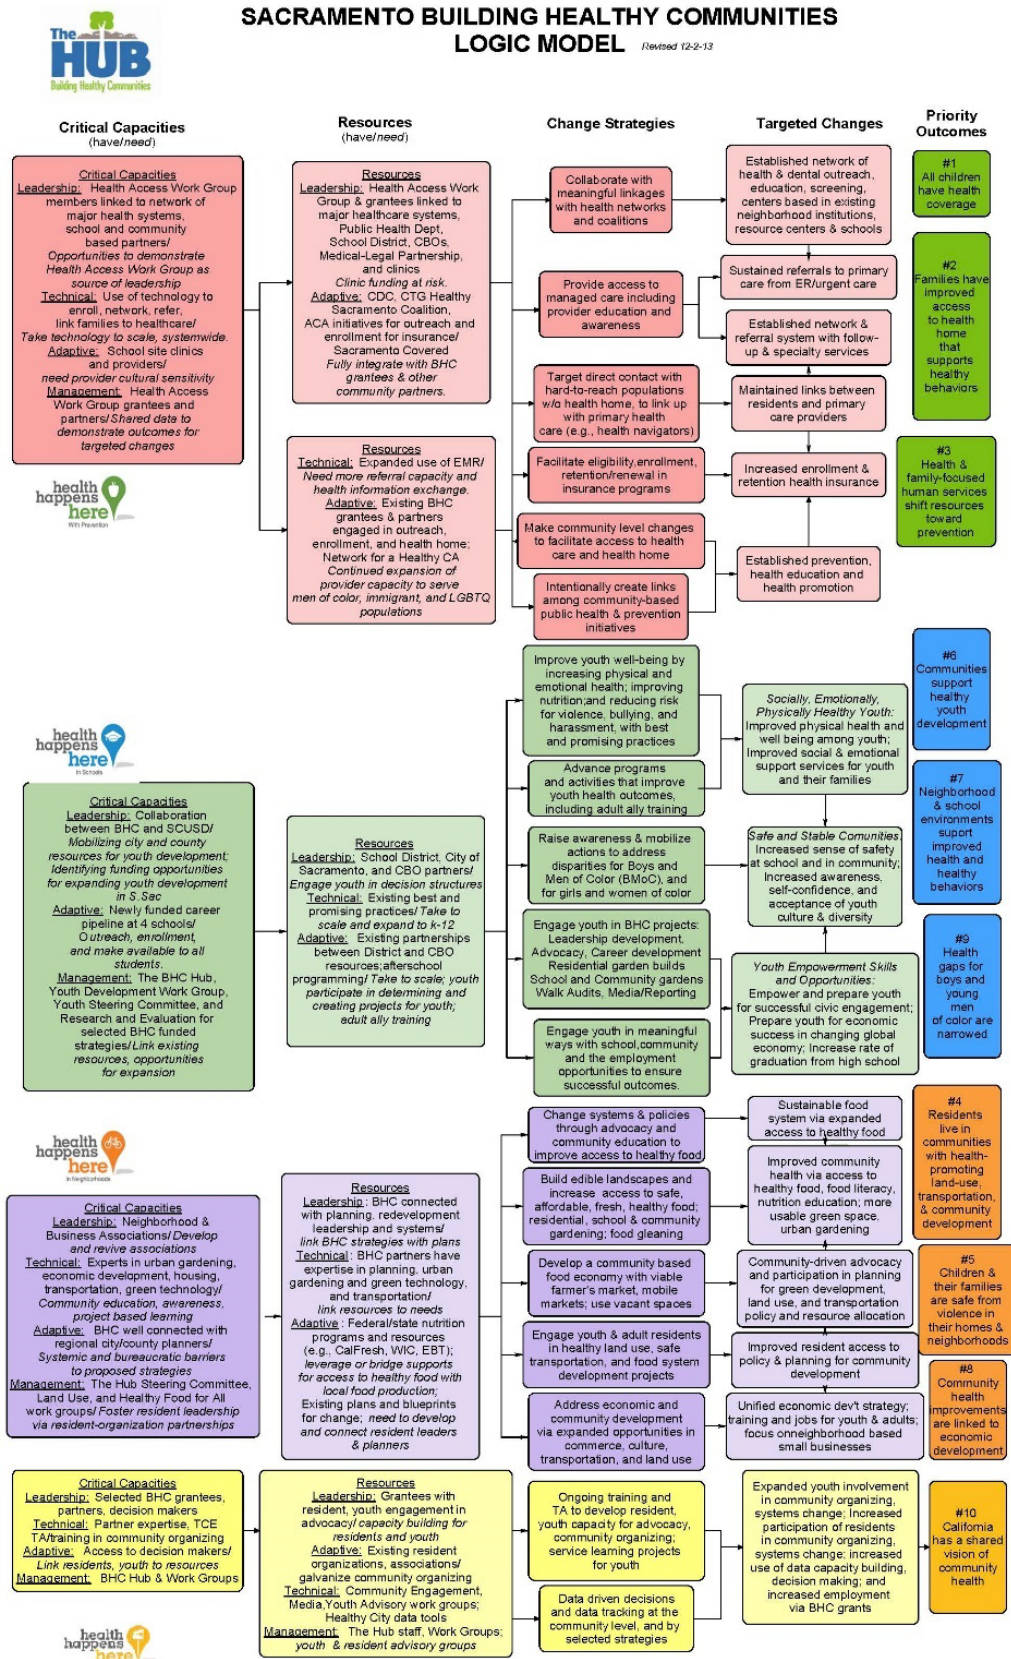 SACRAMENTO BUILDING HEALTHY COMMUNITIES
LOGIC MODEL Revised 12-2-13
The
HUB
Building Healthy Communities
Critical Capacities
(have/need)
Resources
(have/need)
Change Strategies
Targeted Changes
Priority
Outcomes
Critical Capacities
Leadership: Health Access Work Group
members linked to network of
major health systems,
school and community
based partners/
Opportunities to demonstrate
Health Access Work Group as
source of leadership
Technical: Use of technology to
enroll, network, refer,
link families to healthcare/
Take technology to scale, systemwide.
Adaptive: School site clinics
and providers/
need provider cultural sensitivity
Management: Health Access
Work Group grantees and
partners/Shared data to
demonstrate outcomes for
targeted changes
health
happens
here
With Prevention
Resources
Leadership: Health Access Work
Group & grantees linked to
major healthcare systems,
Public Health Dept,
School District, CBOs,
Medical-Legal Partnership,
and clinics
Clinic funding at risk.
Adaptive: CDC, CTG Healthy
Sacramento Coalition,
ACA initiatives for outreach and
enrollment for insurance/
Sacramento Covered
Fully integrate with BHC
grantees & other
community partners.
Resources
Technical: Expanded use of EMR/
Need more referral capacity and
health information exchange.
Adaptive: Existing BHC
grantees & partners
engaged in outreach,
enrollment, and health home;
Network for a Healthy CA
Continued expansion of
provider capacity to serve
men of color, immigrant, and LGBTQ
populations
Collaborate with
meaningful linkages
with health networks
and coalitions
Provide access to
managed care including
provider education and
awareness
Target direct contact with
hard-to-reach populations
w/o health home, to link up
with primary health
care (e.g., health navigators)
Facilitate eligibility,enrollment,
retention/renewal in
insurance programs
Make community level changes
to facilitate access to health
care and health home
Intentionally create links
among community-based
public health & prevention
initiatives
Established network of
health & dental outreach,
education, screening,
centers based in existing
neighborhood institutions,
resource centers & schools
Sustained referrals to primary
care from ER/urgent care
Established network &
referral system with follow-
up & specialty services
Maintained links between
residents and primary
care providers
Increased enrollment &
retention health insurance
Established prevention,
health education and
health promotion
#1
All children
have health
coverage
#2
Families have
improved
access
to health
home
that
supports
healthy
behaviors
#3
Health &
family-focused
human services
shift resources
toward
prevention
health
happens
here
In Schools
Critical Capacities
Leadership: Collaboration
between BHC and SCUSD/
Mobilizing city and county
resources for youth development;
Identifying funding opportunities
for expanding youth development
in S.Sac
Adaptive: Newly funded career
pipeline at 4 schools/
Outreach, enrollment,
and make available to all
students.
Management: The BHC Hub,
Youth Development Work Group,
Youth Steering Committee, and
Research and Evaluation for
selected BHC funded
strategies/Link existing
resources, opportunities
for expansion
Resources
Leadership: School District, City of
Sacramento, and CBO partners/
Engage youth in decision structures
Technical: Existing best and
promising practices/ Take to
scale and expand to k-12
Adaptive: Existing partnerships
between District and CBO
resources;afterschool
programming/ Take to scale; youth
participate in determining and
creating projects for youth;
adult ally training
Improve youth well-being by
increasing physical and
emotional health; improving
nutrition;and reducing risk
for violence, bullying, and
harassment, with best
and promising practices
Advance programs
and activities that improve
youth health outcomes,
including adult ally training
Raise awareness & mobilize
actions to address
disparities for Boys and
Men of Color (BMoC), and
for girls and women of color
Engage youth in BHC projects:
Leadership development,
Advocacy, Career development
Residential garden builds
School and Community gardens
Walk Audits, Media/Reporting
Engage youth in meaningful
ways with school,community
and the employment
opportunities to ensure
successful outcomes.
Socially, Emotionally,
Physically Healthy Youth:
Improved physical health and
well being among youth;
Improved social & emotional
support services for youth
and their families
Safe and Stable Comunities.
Increased sense of safety
at school and in community;
Increased awareness,
self-confidence, and
acceptance of youth
culture & diversity
Youth Empowerment Skills
and Opportunities:
Empower and prepare youth
for successful civic engagement;
Prepare youth for economic
success in changing global
economy; Increase rate of
graduation from high school
#6
Communities
support
healthy
youth
development
#7
Neighborhood
& school
environments
suport
improved
health and
healthy
behaviors
#9
Health
gaps for
boys and
young
men
of color are
narrowed
health
happens
here
In Neighborhoods
Critical Capacities
Leadership: Neighborhood &
Business Associations/Develop
and revive associations
Technical: Experts in urban gardening,
economic development, housing,
transportation, green technology/
Community education, awareness,
project based learning
Adaptive: BHC well connected with
regional city/county planners/
Systemic and bureaucratic barriers
to proposed strategies
Management: The Hub Steering Committee,
Land Use, and Healthy Food for All
work groups/ Foster resident leadership
via resident-organization partnerships
Resources
Leadership: BHC connected
with planning, redevelopment
leadership and systems/
link BHC strategies with plans
Technical: BHC partners have
expertise in planning, urban
gardening and green technology,
and transportation/
link resources to needs
Adaptive: Federal/state nutrition
programs and resources
(e.g., CalFresh, WIC, EBT);
leverage or bridge supports
for access to healthy food with
local food production;
Existing plans and blueprints
for change; need to develop
and connect resident leaders
& planners
Change systems & policies
through advocacy and
community education to
improve access to healthy food
Build edible landscapes and
increase access to safe,
affordable, fresh, healthy food;
residential, school & community
gardening; food gleaning
Develop a community based
food economy with viable
farmer's market, mobile
markets; use vacant spaces
Engage youth & adult residents
in healthy land use, safe
transportation, and food system
development projects
Address economic and
community development
via expanded opportunities in
commerce, culture,
transportation, and land use
Sustainable food
system via expanded
access to healthy food
Improved community
health via access to
healthy food, food literacy,
nutrition education; more
usable green space,
urban gardening
Community-driven advocacy
and participation in planning
for green development,
land use, and transportation
policy and resource allocation
Improved resident access to
policy & planning for community
development
Unified economic dev't strategy;
training and jobs for youth & adults;
focus onneighborhood based
small businesses
#4
Residents
live in
communities
with health-
promoting
land-use,
transportation,
& community
development
#5
Children &
their families
are safe from
violence in
their homes &
neighborhoods
#8
Community
health
improvements
are linked to
economic
development
Critical Capacities
Leadership: Selected BHC grantees,
partners, decision makers
Technical: Partner expertise, TCE
TA/training in community organizing
Adaptive: Access to decision makers/
Link residents, youth to resources
Management: BHC Hub & Work Groups
health
happens
here
Resources
Leadership: Grantees with
resident, youth engagement in
advocacy/ capacity building for
residents and youth
Adaptive: Existing resident
organizations, associations/
galvanize community organizing
Technical: Community Engagement,
Media,Youth Advisory work groups;
Healthy City data tools
Management: The Hub staff, Work Groups;
youth & resident advisory groups
Ongoing training and
TA to develop resident,
youth capacity for advocacy,
community organizing;
service learning projects
for youth
Data driven decisions
and data tracking at the
community level, and by
selected strategies
Expanded youth involvement
in community organizing,
systems change; Increased
participation of residents
in community organizing,
systems change; increased
use of data capacity building,
decision making; and
increased employment
via BHC grants
#10
California
has a shared
vision of
community
health